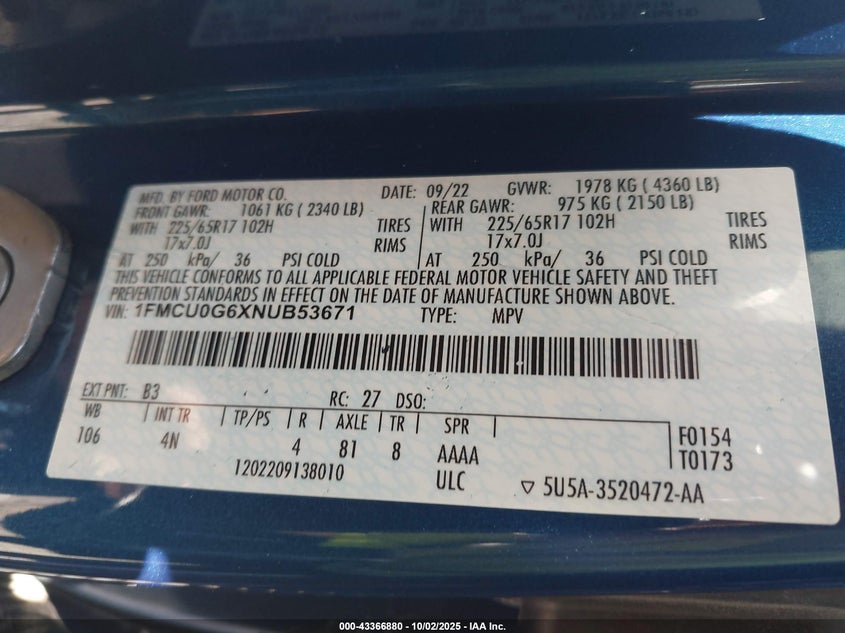 MFD. BY FORD MOTOR CO. DATE: 09/22 GVWR: 1978 KG ( 4360 LB)
FRONT GAWR: 1061 KG ( 2340 LB) REAR GAWR: 975 KG ( 2150 LB)
WITH 225/65R17 102H TIRES WITH 225/65R17 102H TIRES
17x7.0J RIMS 17x7.0J RIMS
AT 250 kPa/ 36 PSI COLD AT 250 kPa/ 36 PSI COLD
THIS VEHICLE CONFORMS TO ALL APPLICABLE FEDERAL MOTOR VEHICLE SAFETY AND THEFT
PREVENTION STANDARDS IN EFFECT ON THE DATE OF MANUFACTURE SHOWN ABOVE.
VIN: 1FMCU0G6XNUB53671 TYPE: MPV
EXT PNT: B3 RC: 27 DSO:
WB INT TR TP/PS R AXLE TR SPR
106 4N 4 81 8 AAAA F0154
T0173
1202209138010 ULC 5U5A-3520472-AA
000-43366880 - 10/02/2025 - IAA Inc.